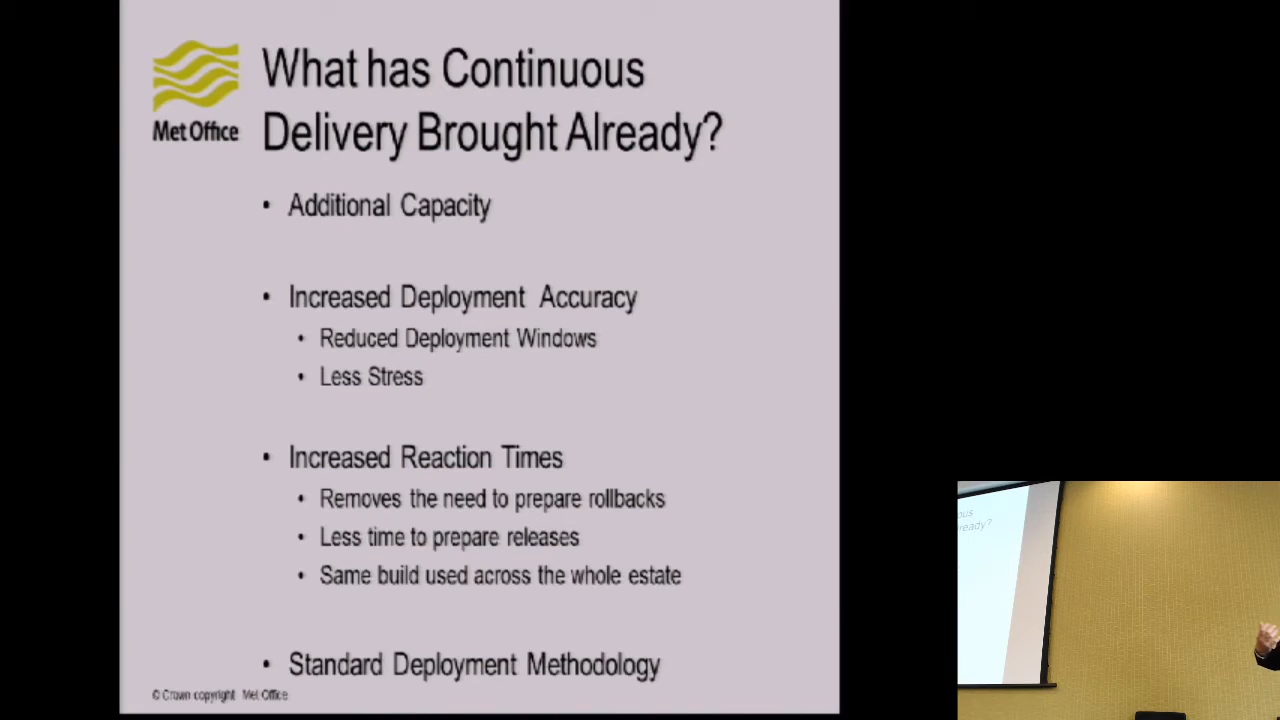 What has Continuous
Delivery Brought Already?
Met Office
• Additional Capacity
• Increased Deployment Accuracy
• Reduced Deployment Windows
• Less Stress
• Increased Reaction Times
• Removes the need to prepare rollbacks
• Less time to prepare releases
• Same build used across the whole estate
• Standard Deployment Methodology
© Crown copyright Met Office
ous
ready?